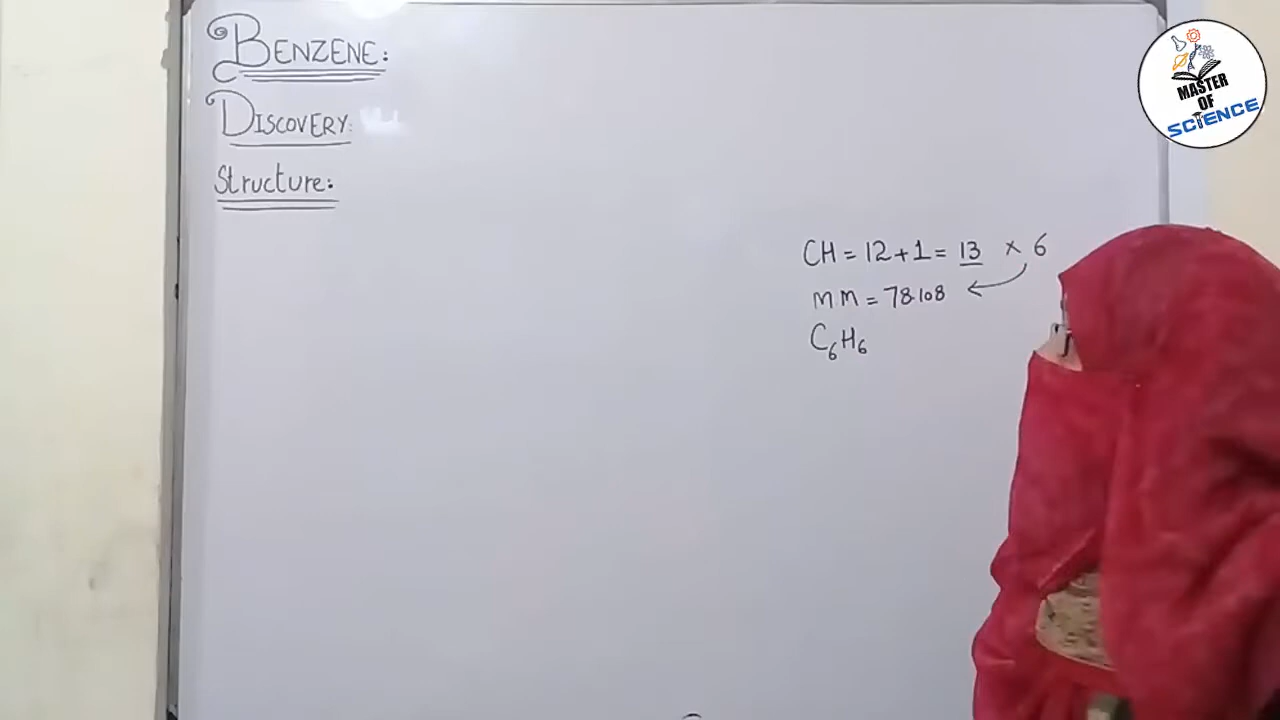 BENZENE:
DISCOVERY:
Structure:
CH = 12 + 1 = 13 × 6
MM = 78.108
C₆H₆
MASTER
OF
SCIENCE